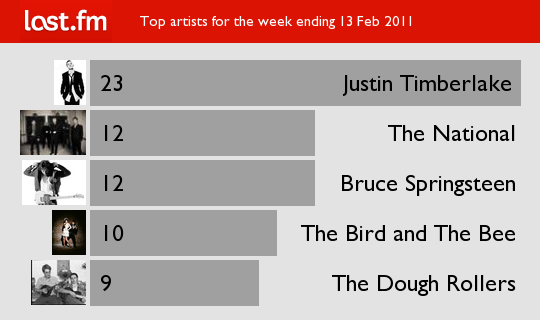 last.fm Top artists for the week ending 13 Feb 2011
23 Justin Timberlake
12 The National
12 Bruce Springsteen
10 The Bird and The Bee
9 The Dough Rollers